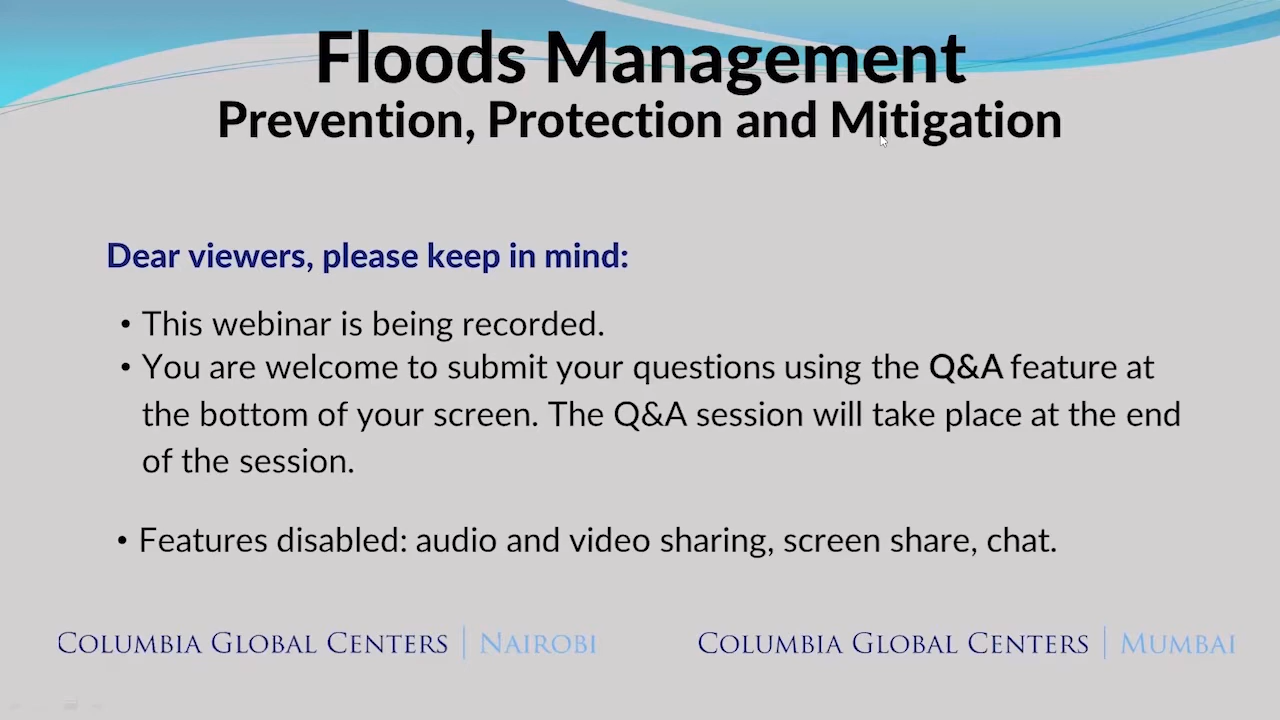 Floods Management
Prevention, Protection and Mitigation
Dear viewers, please keep in mind:
• This webinar is being recorded.
• You are welcome to submit your questions using the Q&A feature at
the bottom of your screen. The Q&A session will take place at the end
of the session.
• Features disabled: audio and video sharing, screen share, chat.
COLUMBIA GLOBAL CENTERS | NAIROBI
COLUMBIA GLOBAL CENTERS | MUMBAI